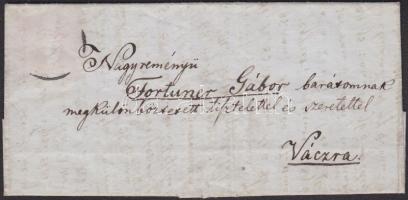 Nagyreményü
Fortuner Gábor barátomnak
megkülönböztetett tisztelettel és szeretettel
Váczra.